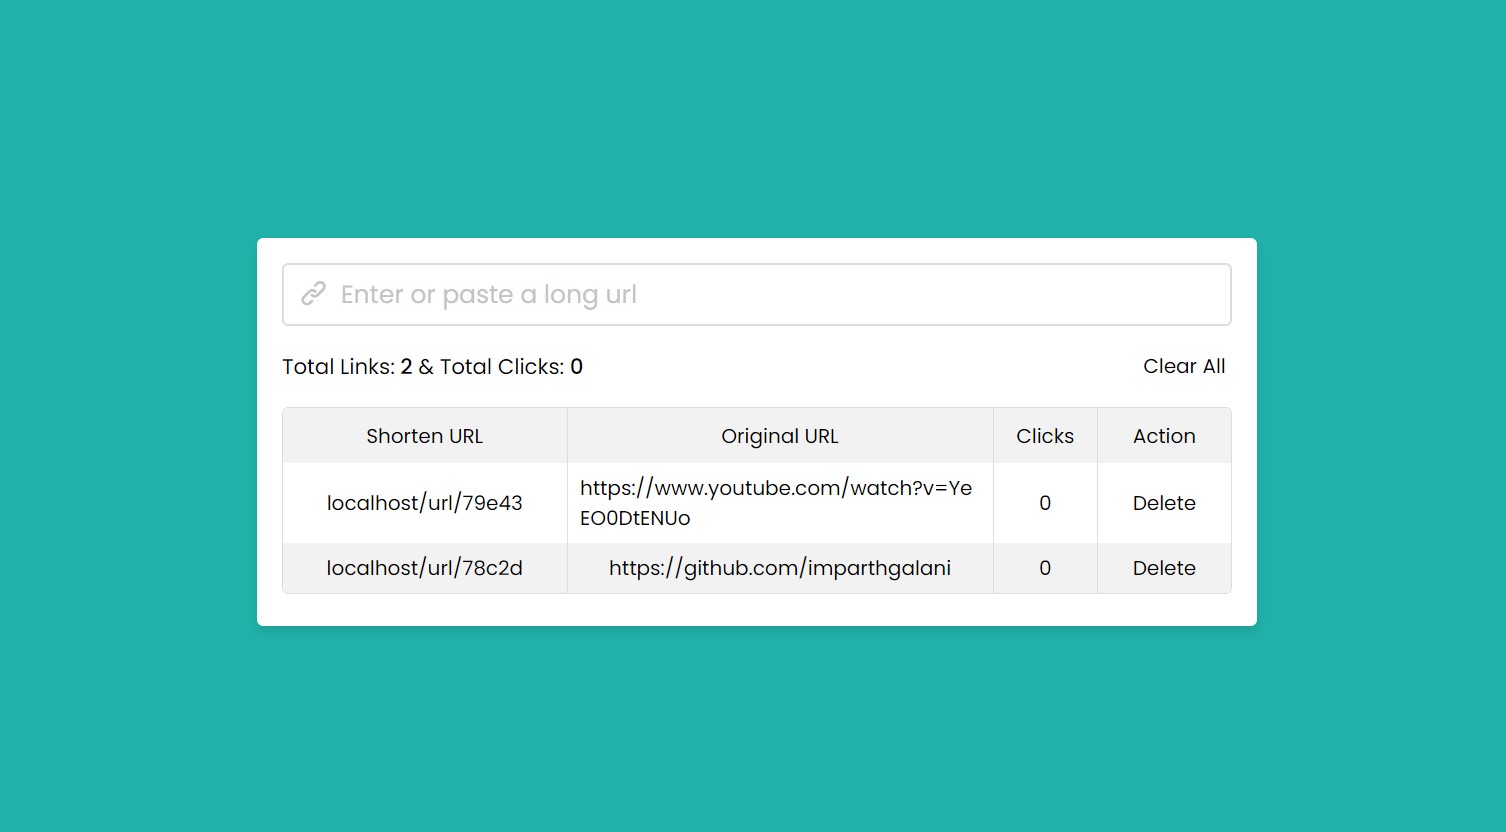 Enter or paste a long url
Total Links: 2 & Total Clicks: 0 Clear All
Shorten URL Original URL Clicks Action
localhost/url/79e43 https://www.youtube.com/watch?v=Ye
EO0DtENUo 0 Delete
localhost/url/78c2d https://github.com/imparthgalani 0 Delete